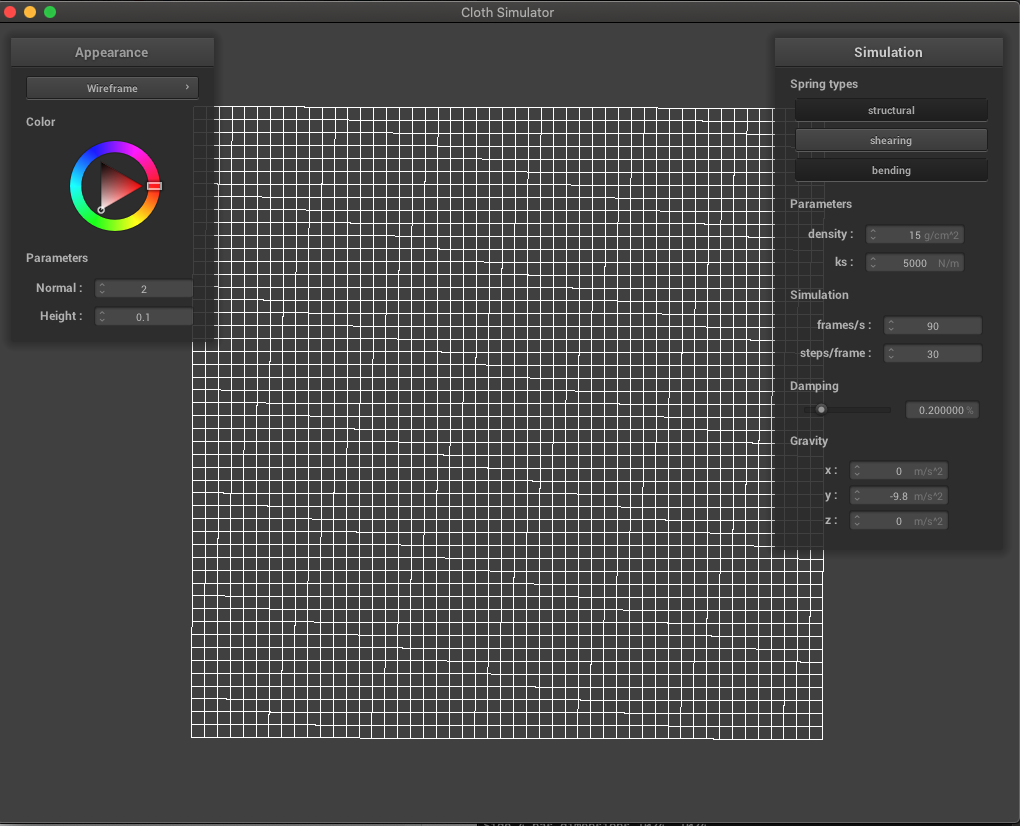 Cloth Simulator
Appearance
Wireframe
Color
Parameters
Normal : 2
Height : 0.1
Simulation
Spring types
structural
shearing
bending
Parameters
density : 15 g/cm^2
ks : 5000 N/m
Simulation
frames/s : 90
steps/frame : 30
Damping
0.200000 %
Gravity
x : 0 m/s^2
y : -9.8 m/s^2
z : 0 m/s^2